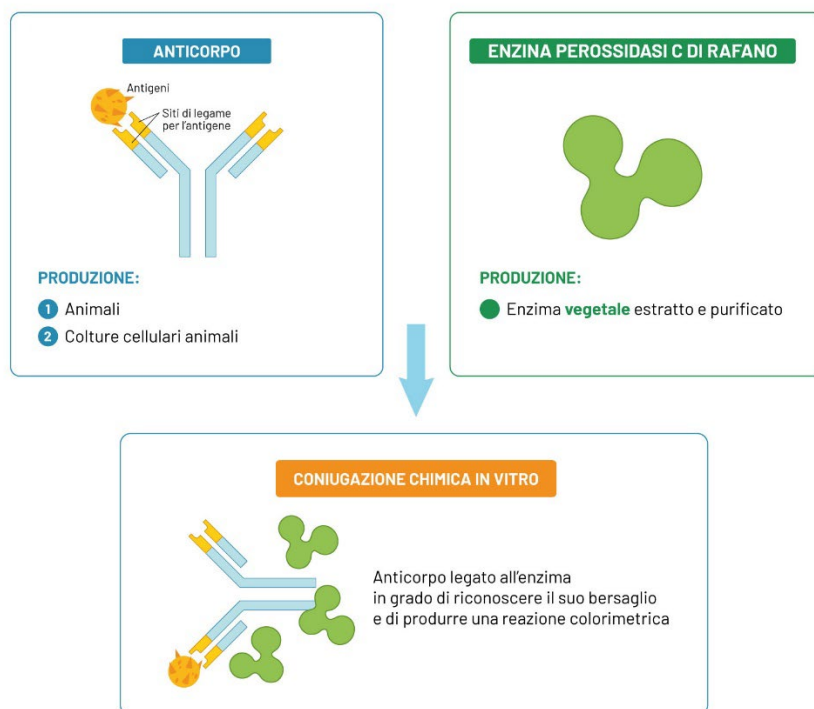 ANTICORPO
Antigeni
Siti di legame
per l'antigene
PRODUZIONE:
1 Animali
2 Colture cellulari animali
ENZINA PEROSSIDASI C DI RAFANO
PRODUZIONE:
Enzima vegetale estratto e purificato
CONIUGAZIONE CHIMICA IN VITRO
Anticorpo legato all'enzima
in grado di riconoscere il suo bersaglio
e di produrre una reazione colorimetrica